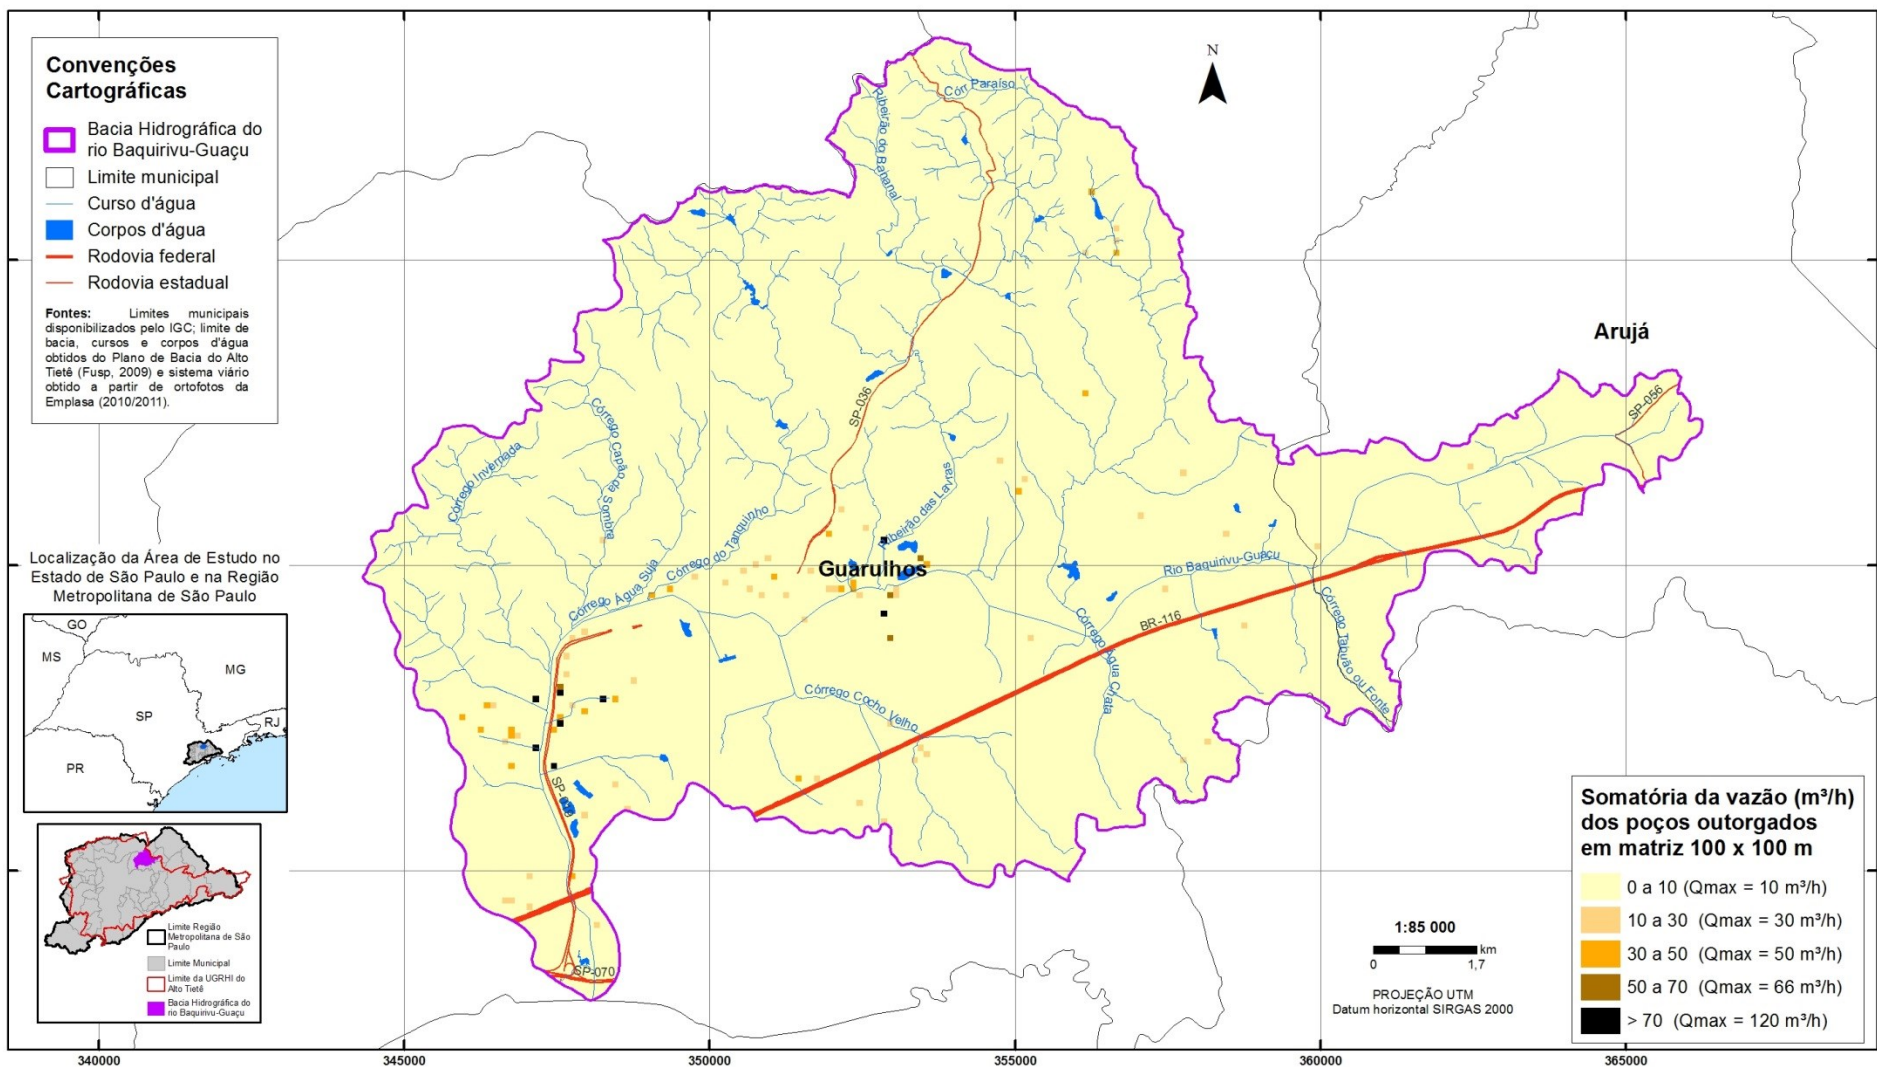 Convenções
Cartográficas
Bacia Hidrográfica do
rio Baquirivu-Guaçu
Limite municipal
Curso d'água
Corpos d'água
Rodovia federal
Rodovia estadual
Fontes: Limites municipais
disponibilizados pelo IGC; limite de
bacia, cursos e corpos d'água
obtidos do Plano de Bacia do Alto
Tietê (Fusp, 2009) e sistema viário
obtido a partir de ortofotos da
Emplasa (2010/2011).
N
Córr Paraíso
Ribeirão do Bananal
Arujá
SP-056
SP-036
Córrego Invernada
Córrego Capão
da Sombra
Ribeirão das Lavras
Córrego do Tanquinho
Córrego Água Suja
Guarulhos
Rio Baquirivu-Guaçu
BR-116
Córrego Água Chata
Córrego Tabuão ou Fonte
Córrego Cocho Velho
SP-070
Localização da Área de Estudo no
Estado de São Paulo e na Região
Metropolitana de São Paulo
GO
MS
MG
SP
RJ
PR
Limite Região
Metropolitana de São
Paulo
Limite Municipal
Limite da UGRHI do
Alto Tietê
Bacia Hidrográfica do
rio Baquirivu-Guaçu
1:85 000
km
0 1,7
PROJEÇÃO UTM
Datum horizontal SIRGAS 2000
Somatória da vazão (m³/h)
dos poços outorgados
em matriz 100 x 100 m
0 a 10 (Qmax = 10 m³/h)
10 a 30 (Qmax = 30 m³/h)
30 a 50 (Qmax = 50 m³/h)
50 a 70 (Qmax = 66 m³/h)
> 70 (Qmax = 120 m³/h)
340000 345000 350000 355000 360000 365000